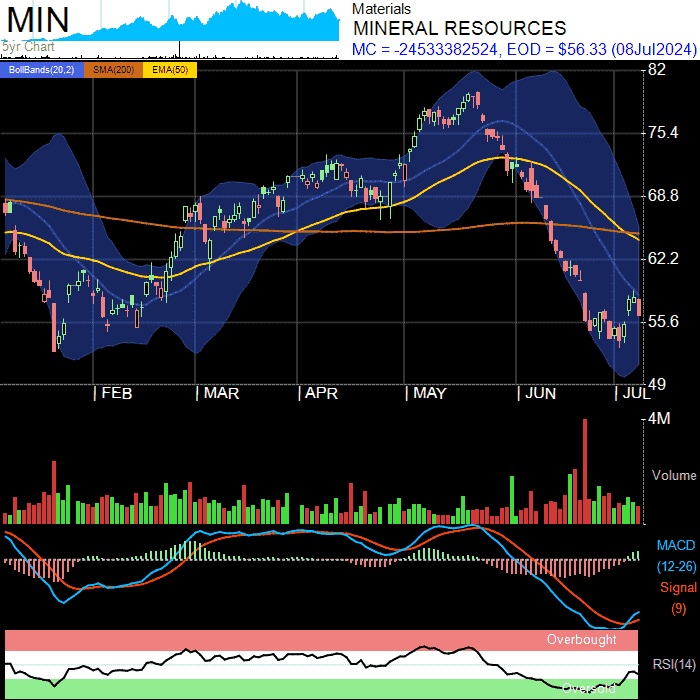 MIN
5yr Chart
Materials
MINERAL RESOURCES
MC = -24533382524, EOD = $56.33 (08Jul2024)
BollBands(20,2) SMA(200) EMA(50)
82
75.4
68.8
62.2
55.6
49
| FEB | MAR | APR | MAY | JUN | JUL
4M
Volume
MACD
(12-26)
Signal
(9)
Overbought
RSI(14)
Oversold